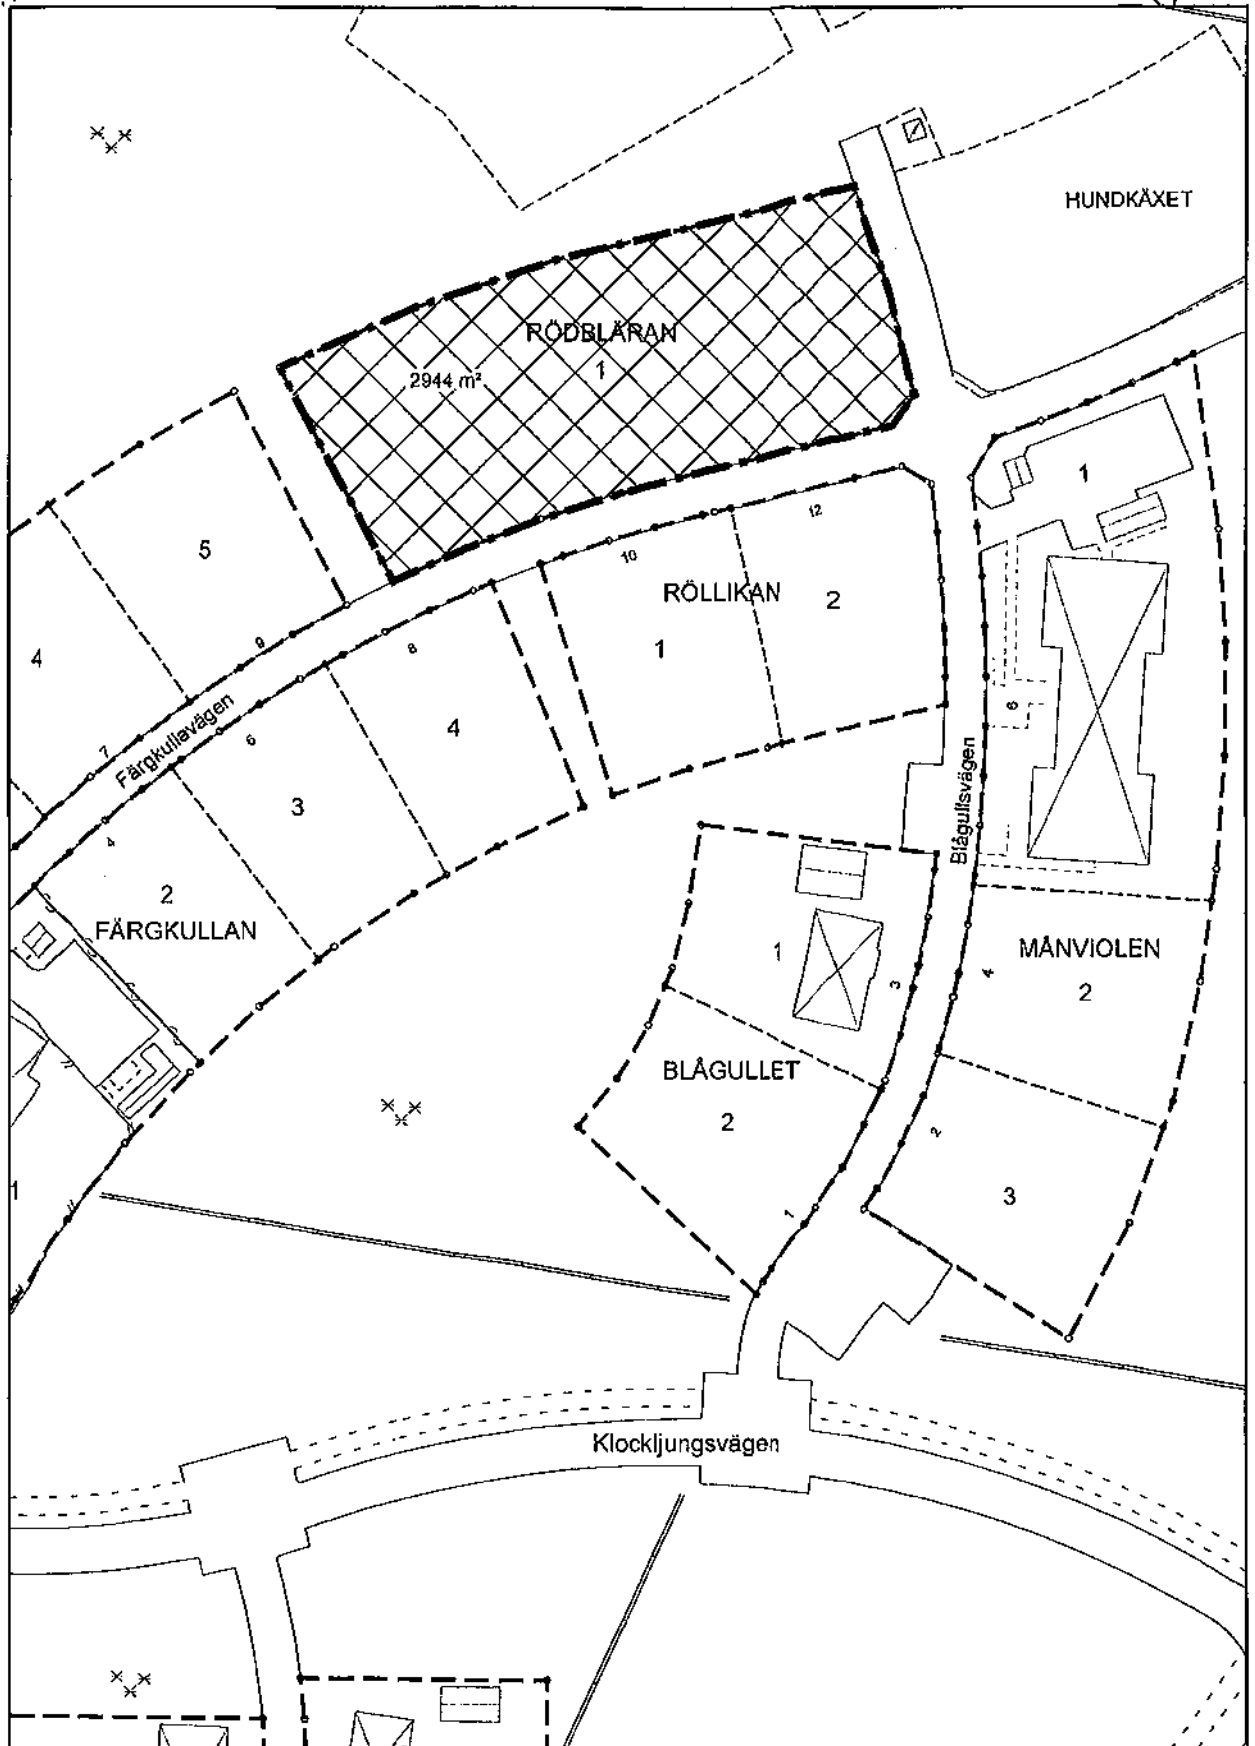 HUNDKÄXET
RÖDBLÄRAN
1
2944 m²
1
12
5
10
RÖLLIKAN
2
9
8
1
4
Färgkullavägen
7
6
4
6
3
Blågullsvägen
4
2
FÄRGKULLAN
MÅNVIOLEN
1
2
3
4
BLÅGULLET
2
2
1
3
1
Klockljungsvägen